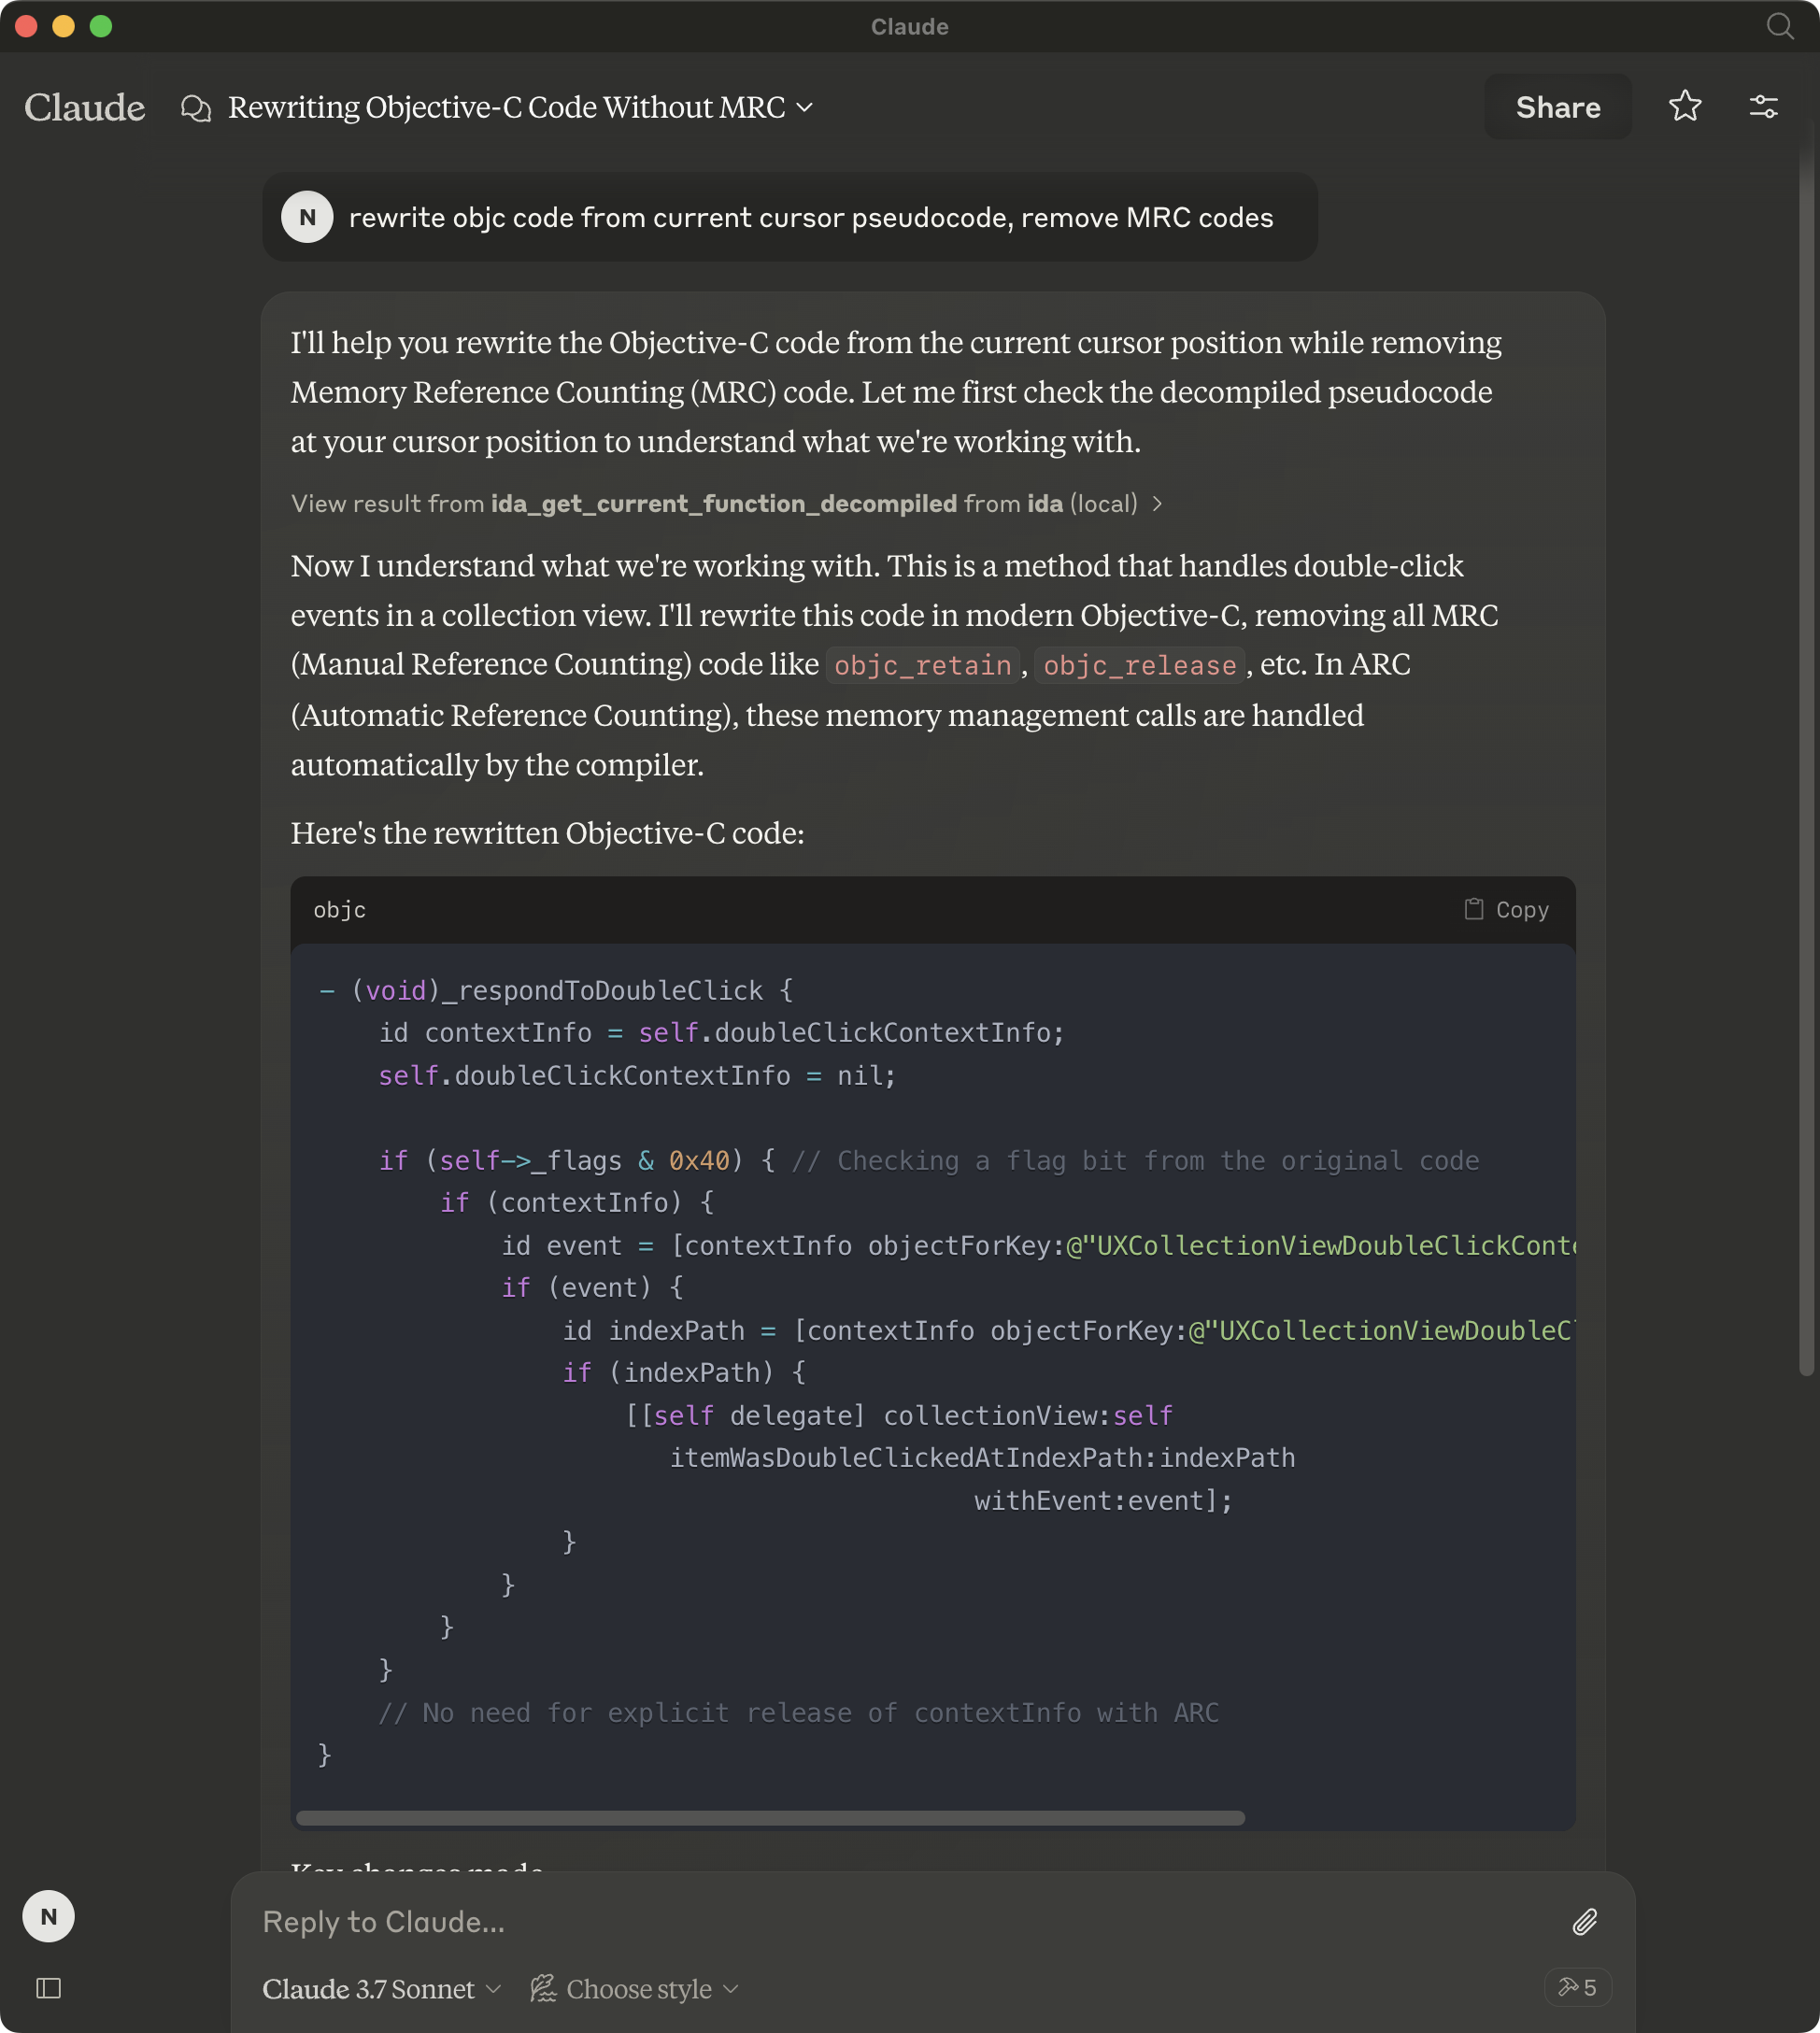 Claude
Claude
Rewriting Objective-C Code Without MRC
Share
N
rewrite objc code from current cursor pseudocode, remove MRC codes
I'll help you rewrite the Objective-C code from the current cursor position while removing
Memory Reference Counting (MRC) code. Let me first check the decompiled pseudocode
at your cursor position to understand what we're working with.
View result from ida_get_current_function_decompiled from ida (local)
Now I understand what we're working with. This is a method that handles double-click
events in a collection view. I'll rewrite this code in modern Objective-C, removing all MRC
(Manual Reference Counting) code like objc_retain, objc_release, etc. In ARC
(Automatic Reference Counting), these memory management calls are handled
automatically by the compiler.
Here's the rewritten Objective-C code:
objc
Copy
- (void)_respondToDoubleClick {
    id contextInfo = self.doubleClickContextInfo;
    self.doubleClickContextInfo = nil;
    if (self->_flags & 0x40) { // Checking a flag bit from the original code
        if (contextInfo) {
            id event = [contextInfo objectForKey:@"UXCollectionViewDoubleClickConte
            if (event) {
                id indexPath = [contextInfo objectForKey:@"UXCollectionViewDoubleCl
                if (indexPath) {
                    [[self delegate] collectionView:self
                       itemWasDoubleClickedAtIndexPath:indexPath
                                           withEvent:event];
                }
            }
        }
    }
    // No need for explicit release of contextInfo with ARC
}
Key changes made
N
Reply to Claude...
Claude 3.7 Sonnet
Choose style
5